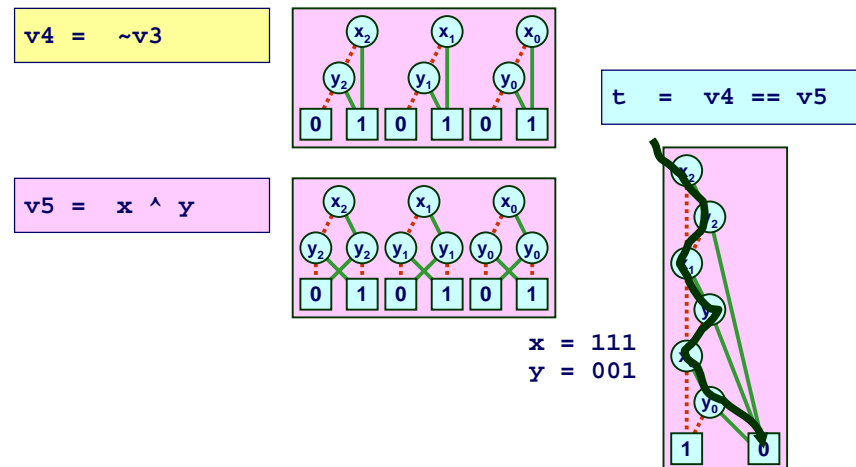 v4 = ~v3
x2 x1 x0
y2 y1 y0
0 1 0 1 0 1
t = v4 == v5
v5 = x ^ y
x2 x1 x0
y2 y2 y1 y1 y0 y0
0 1 0 1 0 1
x = 111
y = 001
y0
1 0